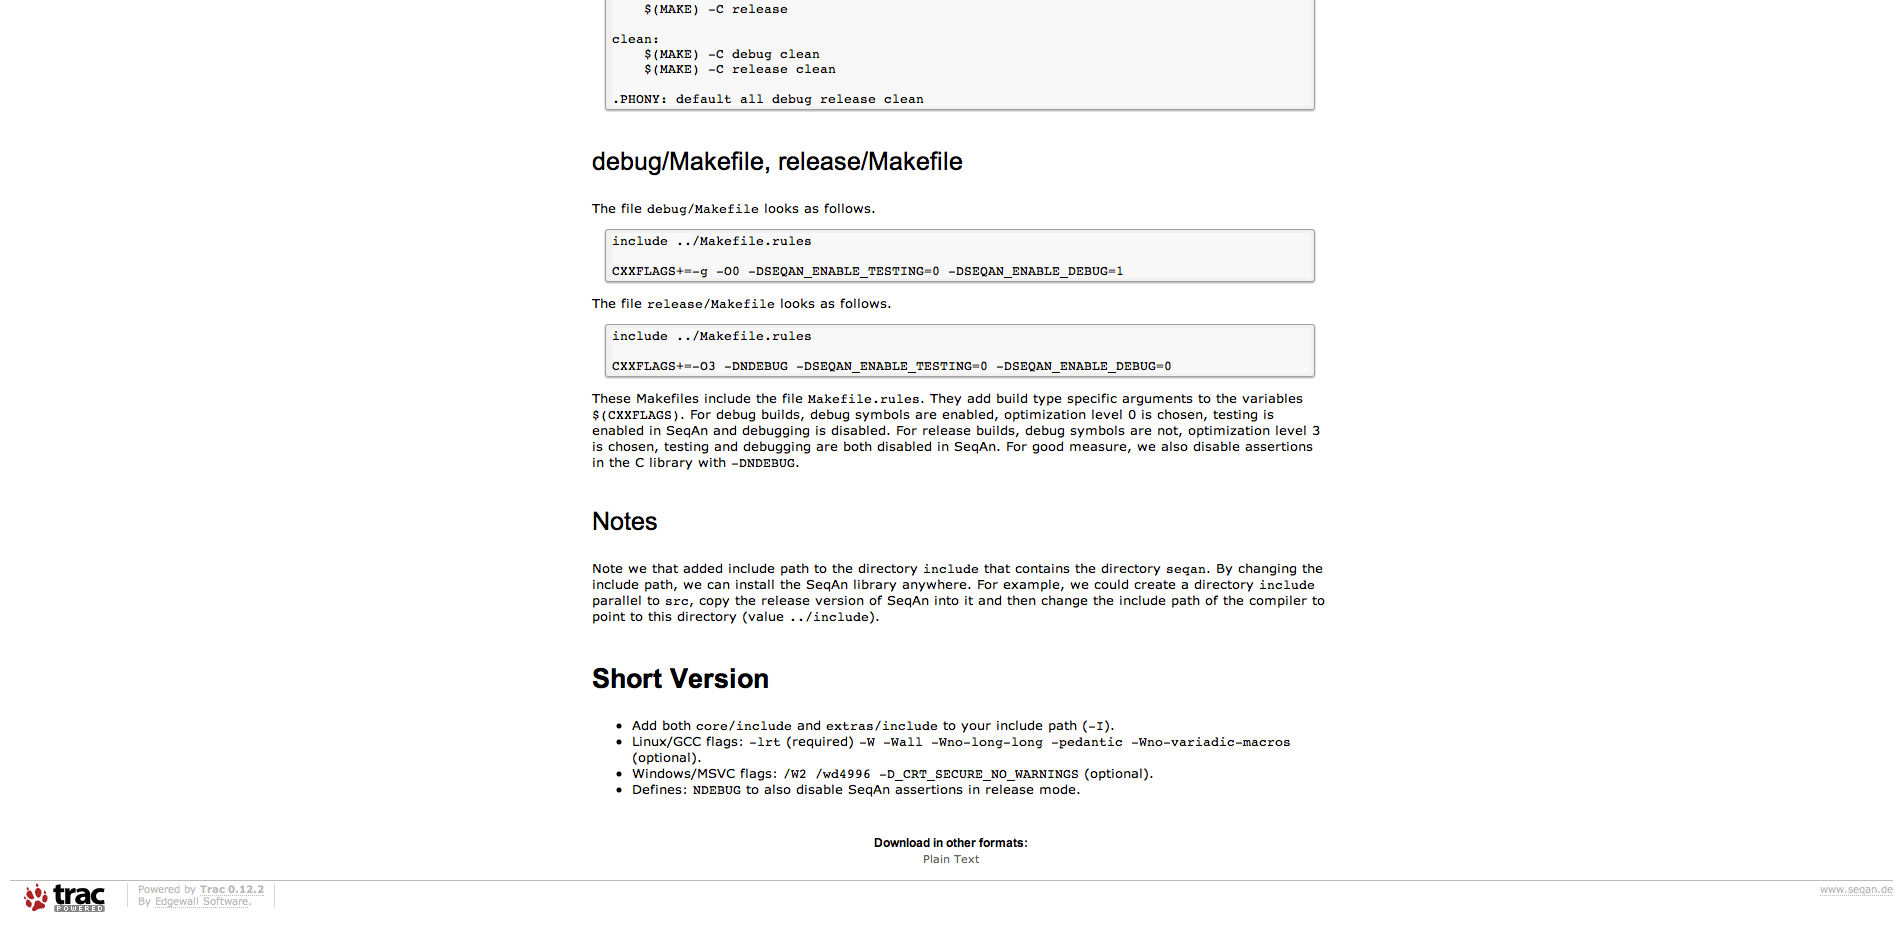 $(MAKE) -C release
clean:
$(MAKE) -C debug clean
$(MAKE) -C release clean
.PHONY: default all debug release clean
debug/Makefile, release/Makefile
The file debug/Makefile looks as follows.
include ../Makefile.rules
CXXFLAGS+=-g -O0 -DSEQAN_ENABLE_TESTING=0 -DSEQAN_ENABLE_DEBUG=1
The file release/Makefile looks as follows.
include ../Makefile.rules
CXXFLAGS+=-O3 -DNDEBUG -DSEQAN_ENABLE_TESTING=0 -DSEQAN_ENABLE_DEBUG=0
These Makefiles include the file Makefile.rules. They add build type specific arguments to the variables
$(CXXFLAGS). For debug builds, debug symbols are enabled, optimization level 0 is chosen, testing is
enabled in SeqAn and debugging is disabled. For release builds, debug symbols are not, optimization level 3
is chosen, testing and debugging are both disabled in SeqAn. For good measure, we also disable assertions
in the C library with -DNDEBUG.
Notes
Note we that added include path to the directory include that contains the directory seqan. By changing the
include path, we can install the SeqAn library anywhere. For example, we could create a directory include
parallel to src, copy the release version of SeqAn into it and then change the include path of the compiler to
point to this directory (value ../include).
Short Version
• Add both core/include and extras/include to your include path (-I).
• Linux/GCC flags: -lrt (required) -W -Wall -Wno-long-long -pedantic -Wno-variadic-macros
(optional).
• Windows/MSVC flags: /W2 /wd4996 -D_CRT_SECURE_NO_WARNINGS (optional).
• Defines: NDEBUG to also disable SeqAn assertions in release mode.
Download in other formats:
Plain Text
trac
POWERED
Powered by Trac 0.12.2
By Edgewall Software.
www.seqan.de